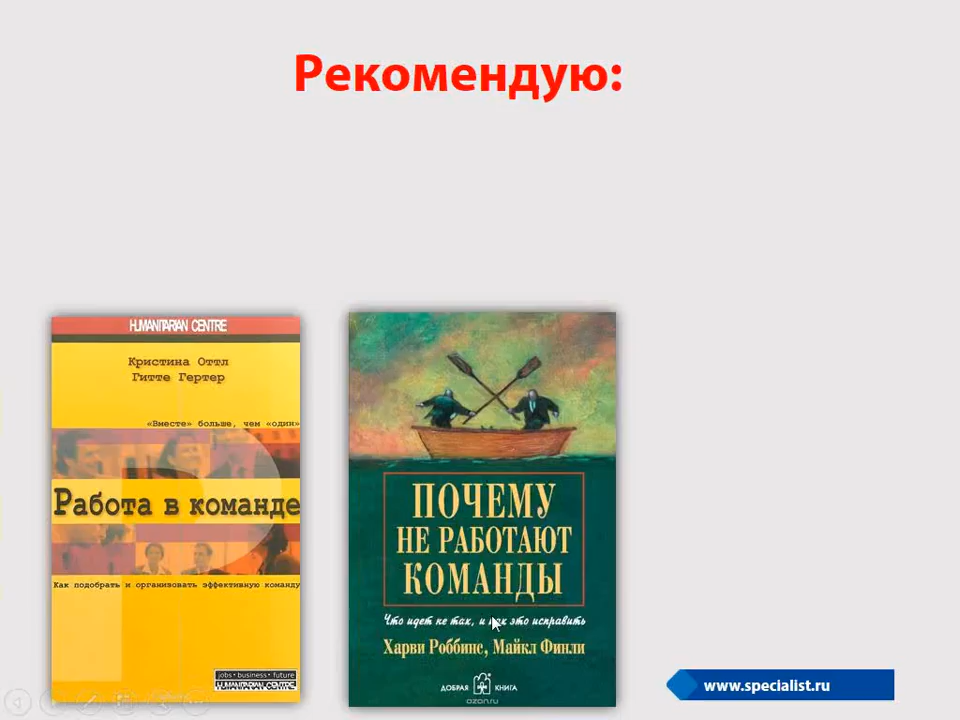 Рекомендую:
HUMANITARIAN CENTRE
Кристина Оттл
Гитте Гертер
«Вместе» больше, чем «один»
Работа в команде
Как подобрать и организовать эффективную команду
jobs • business • future
HUMANITARIAN CENTRE
ПОЧЕМУ
НЕ РАБОТАЮТ
КОМАНДЫ
Что идет не так, и как это исправить
Харви Роббинс, Майкл Финли
ДОБРАЯ КНИГА
ozon.ru
www.specialist.ru